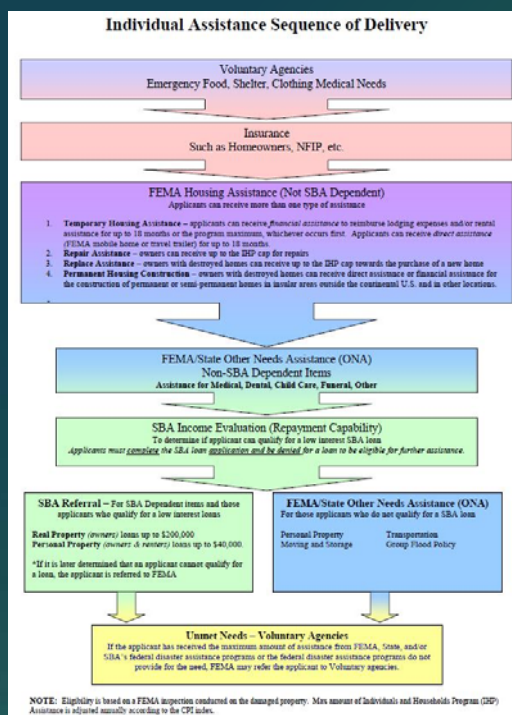 Individual Assistance Sequence of Delivery
Voluntary Agencies
Emergency Food, Shelter, Clothing Medical Needs
Insurance
Such as Homeowners, NFIP, etc.
FEMA Housing Assistance (Not SBA Dependent)
Applicants can receive more than one type of assistance
1. Temporary Housing Assistance – applicants can receive financial assistance to reimburse lodging expenses and/or rental
assistance for up to 18 months or the program maximum, whichever occurs first. Applicants can receive direct assistance
(FEMA mobile home or travel trailer) for up to 18 months.
2. Repair Assistance – owners can receive up to the IHP cap for repairs
3. Replace Assistance – owners with destroyed homes can receive up to the IHP cap towards the purchase of a new home
4. Permanent Housing Construction – owners with destroyed homes can receive direct assistance or financial assistance for
the construction of permanent or semi-permanent homes in insular areas outside the continental U.S. and in other locations.
FEMA/State Other Needs Assistance (ONA)
Non-SBA Dependent Items
Assistance for Medical, Dental, Child Care, Funeral, Other
SBA Income Evaluation (Repayment Capability)
To determine if applicant can qualify for a low interest SBA loan
Applicants must complete the SBA loan application and be denied for a loan to be eligible for further assistance.
SBA Referral – For SBA Dependent items and those
applicants who qualify for a low interest loans
Real Property (owners) loans up to $200,000
Personal Property (owners & renters) loans up to $40,000.
*If it is later determined that an applicant cannot qualify for
a loan, the applicant is referred to FEMA
FEMA/State Other Needs Assistance (ONA)
For those applicants who do not qualify for a SBA loan
Personal Property Transportation
Moving and Storage Group Flood Policy
Unmet Needs – Voluntary Agencies
If the applicant has received the maximum amount of assistance from FEMA, State, and/or
SBA's federal disaster assistance programs or the federal disaster assistance programs do not
provide for the need, FEMA may refer the applicant to Voluntary agencies.
NOTE: Eligibility is based on a FEMA inspection conducted on the damaged property. Max amount of Individuals and Households Program (IHP)
Assistance is adjusted annually according to the CPI index.